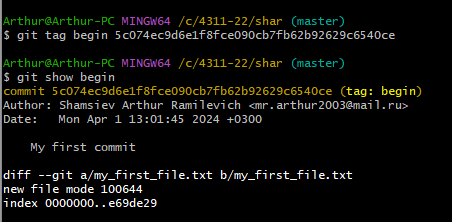 Arthur@Arthur-PC MINGW64 /c/4311-22/shar (master)
$ git tag begin 5c074ec9d6e1f8fce090cb7fb62b92629c6540ce
Arthur@Arthur-PC MINGW64 /c/4311-22/shar (master)
$ git show begin
commit 5c074ec9d6e1f8fce090cb7fb62b92629c6540ce (tag: begin)
Author: Shamsiev Arthur Ramilevich <mr.arthur2003@mail.ru>
Date:   Mon Apr 1 13:01:45 2024 +0300
    My first commit
diff --git a/my_first_file.txt b/my_first_file.txt
new file mode 100644
index 0000000..e69de29